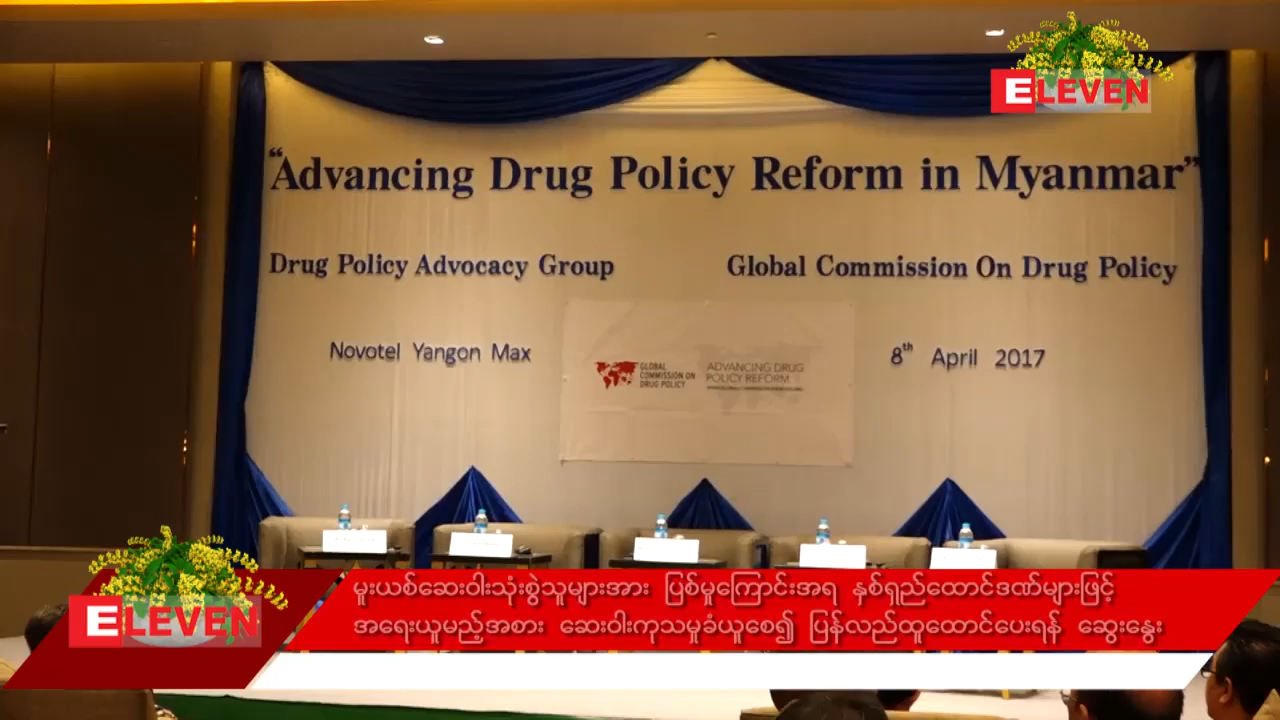 ELEVEN
“Advancing Drug Policy Reform in Myanmar”
Drug Policy Advocacy Group
Global Commission On Drug Policy
Novotel Yangon Max
8th April 2017
GLOBAL
COMMISSION ON
DRUG POLICY
ADVANCING DRUG
POLICY REFORM
ELEVEN
မူးယစ်ဆေးဝါးသုံးစွဲသူများအား ပြစ်မှုကြောင်းအရ နှစ်ရှည်ထောင်ဒဏ်များဖြင့်
အရေးယူမည့်အစား ဆေးဝါးကုသမှုခံယူစေ၍ ပြန်လည်ထူထောင်ပေးရန် ဆွေးနွေး